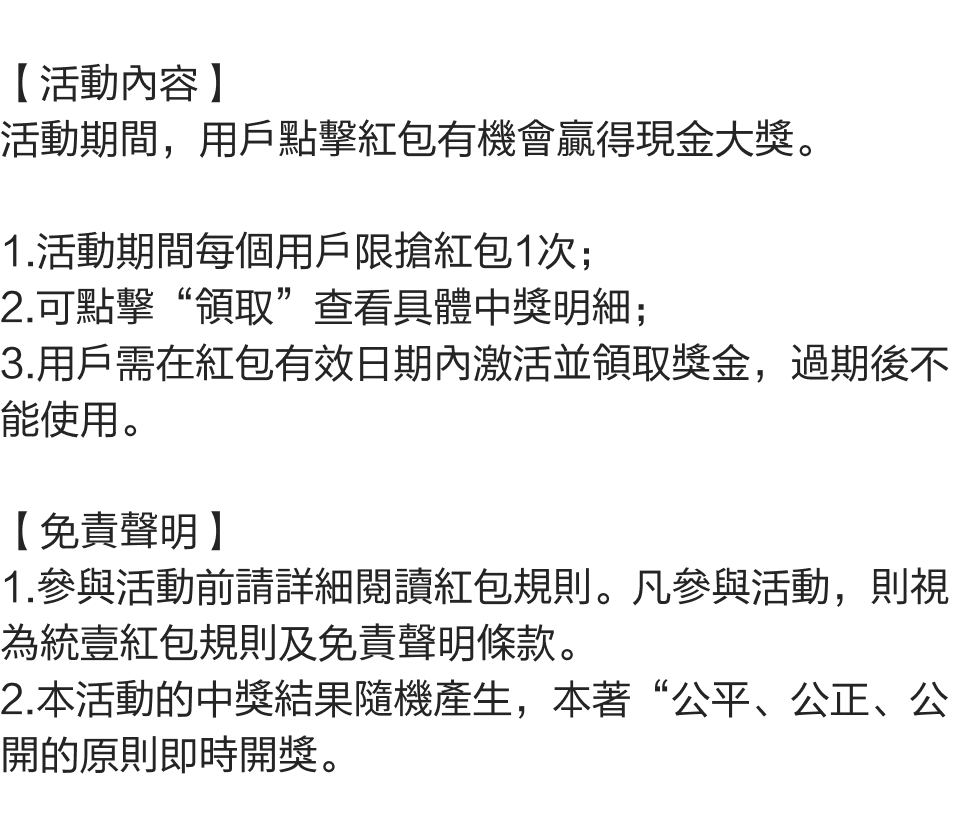 【活動內容】
活動期間，用戶點擊紅包有機會贏得現金大獎。
1.活動期間每個用戶限搶紅包1次；
2.可點擊“領取”查看具體中獎明細；
3.用戶需在紅包有效日期內激活並領取獎金，過期後不
能使用。
【免責聲明】
1.參與活動前請詳細閱讀紅包規則。凡參與活動，則視
為統壹紅包規則及免責聲明條款。
2.本活動的中獎結果隨機產生，本著“公平、公正、公
開的原則即時開獎。